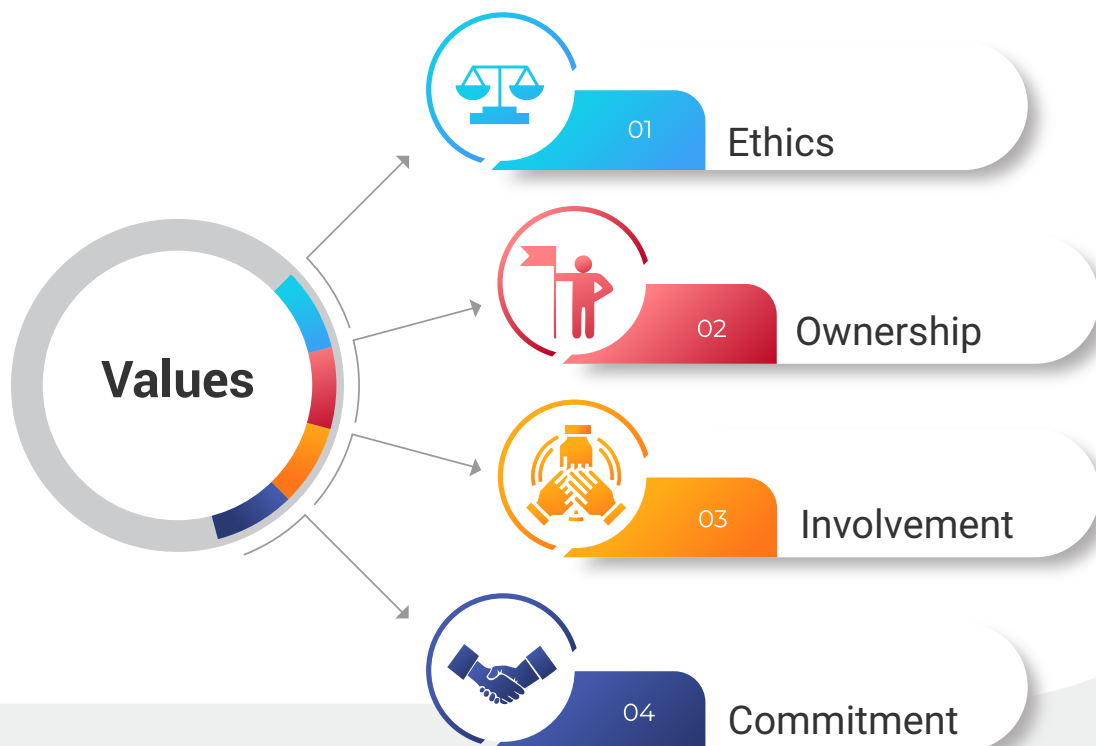 Values
01
Ethics
02
Ownership
03
Involvement
04
Commitment